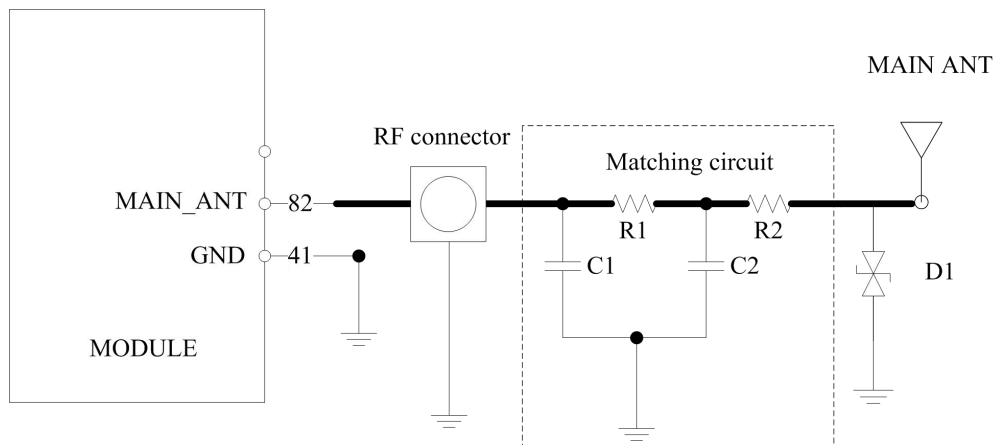 MAIN ANT
RF connector
Matching circuit
MAIN_ANT
82
R1
R2
GND
41
C1
C2
D1
MODULE